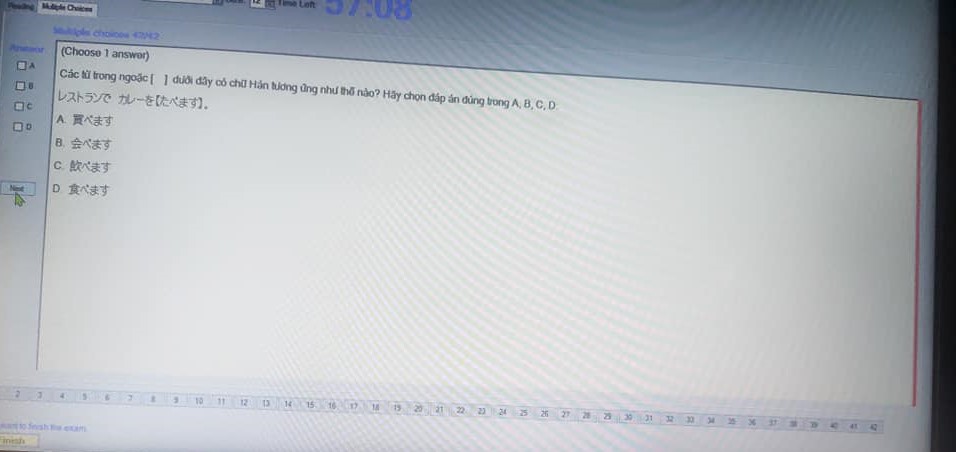 Reading Multiple Choices
12 Time Left: 57:08
Multiple choices 42/42
Answer
(Choose 1 answer)
A
Các từ trong ngoặc [ ] dưới đây có chữ Hán tương ứng như thế nào? Hãy chọn đáp án đúng trong A, B, C, D.
B
レストランで カレーを【たべます】。
C
A. 買べます
D
B. 会べます
C. 飲べます
Next
D. 食べます
2 3 4 5 6 7 8 9 10 11 12 13 14 15 16 17 18 19 20 21 22 23 24 25 26 27 28 29 30 31 32 33 34 35 36 37 38 39 40 41 42
want to finish the exam
Finish